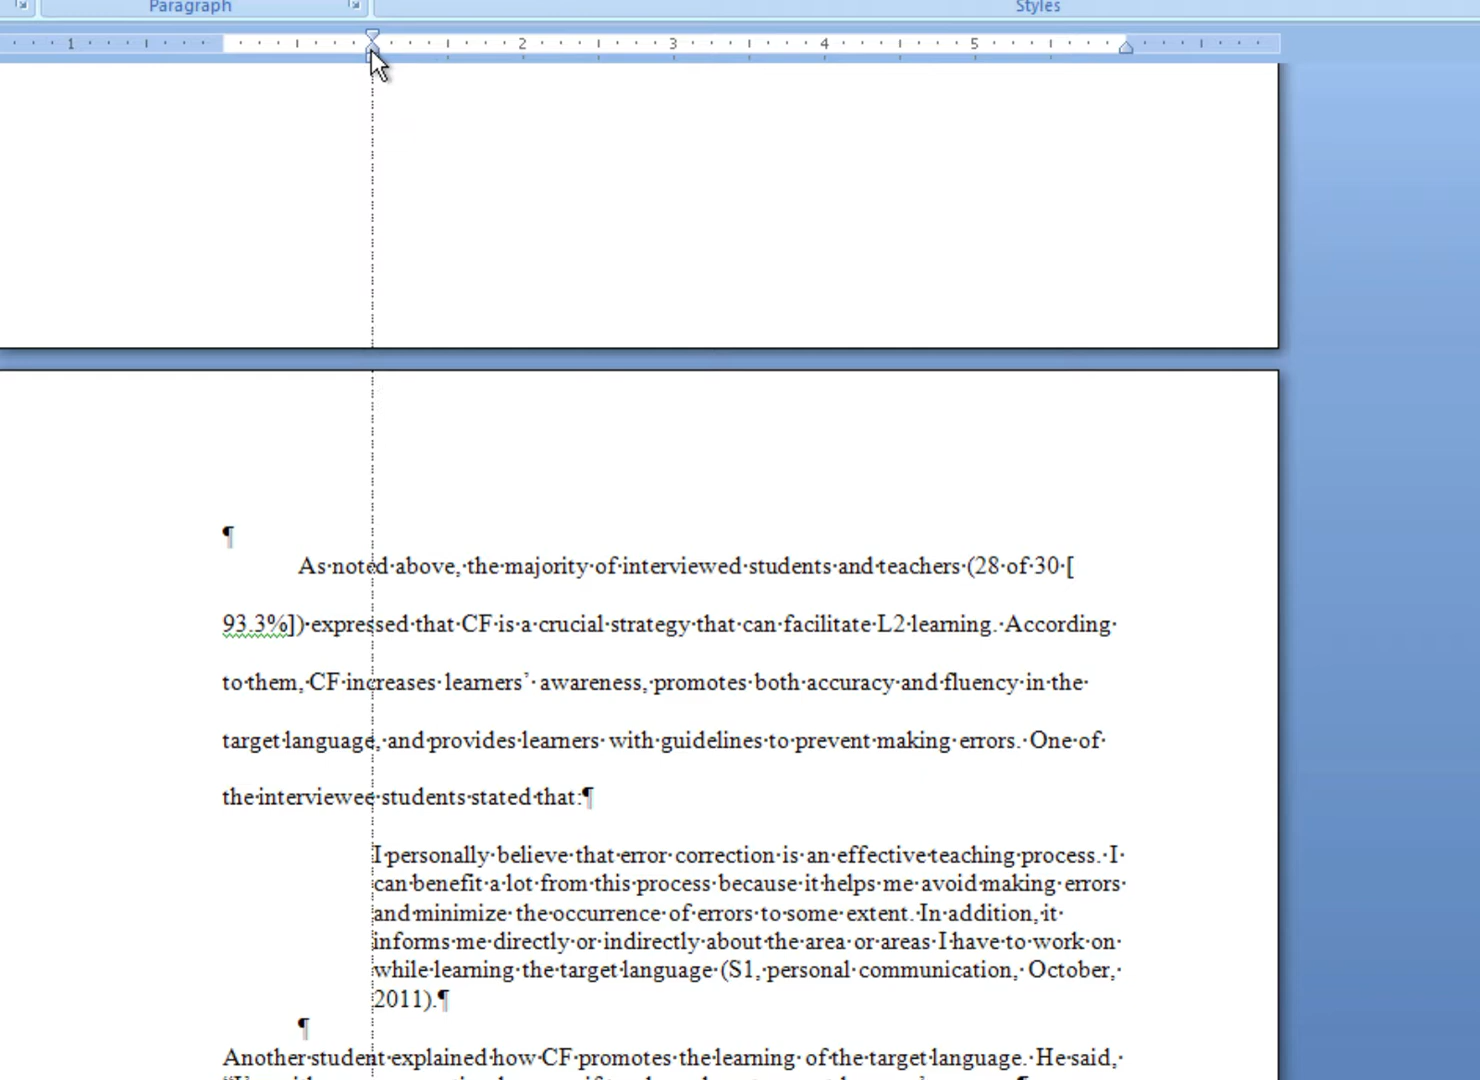 Paragraph Styles
1 2 3 4 5
¶
As·noted·above,·the·majority·of·interviewed·students·and·teachers·(28·of·30·[
93.3%])·expressed·that·CF·is·a·crucial·strategy·that·can·facilitate·L2·learning.·According·
to·them,·CF·increases·learners’·awareness,·promotes·both·accuracy·and·fluency·in·the·
target·language,·and·provides·learners·with·guidelines·to·prevent·making·errors.·One·of·
the·interviewee·students·stated·that:¶
I·personally·believe·that·error·correction·is·an·effective·teaching·process.·I·
can·benefit·a·lot·from·this·process·because·it·helps·me·avoid·making·errors·
and·minimize·the·occurrence·of·errors·to·some·extent.·In·addition,·it·
informs·me·directly·or·indirectly·about·the·area·or·areas·I·have·to·work·on·
while·learning·the·target·language·(S1,·personal·communication,·October,·
2011).¶
¶
Another·student·explained·how·CF·promotes·the·learning·of·the·target·language.·He·said,·